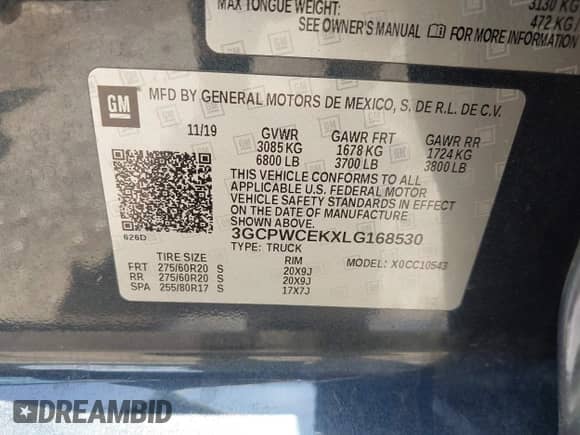 MAX TONGUE WEIGHT: 3130 KG
472 KG
SEE OWNER'S MANUAL FOR MORE INFORMATION
GM
MFD BY GENERAL MOTORS DE MEXICO, S. DE R.L. DE C.V.
11/19 GVWR GAWR FRT GAWR RR
3085 KG 1678 KG 1724 KG
6800 LB 3700 LB 3800 LB
THIS VEHICLE CONFORMS TO ALL
APPLICABLE U.S. FEDERAL MOTOR
VEHICLE SAFETY STANDARDS IN
EFFECT ON THE DATE OF MANUFACTURE
SHOWN ABOVE.
3GCPWCEKXLG168530
TYPE: TRUCK
626D
TIRE SIZE RIM MODEL: X0CC10543
FRT 275/60R20 S 20X9J
RR 275/60R20 S 20X9J
SPA 255/80R17 S 17X7J
DREAMBID